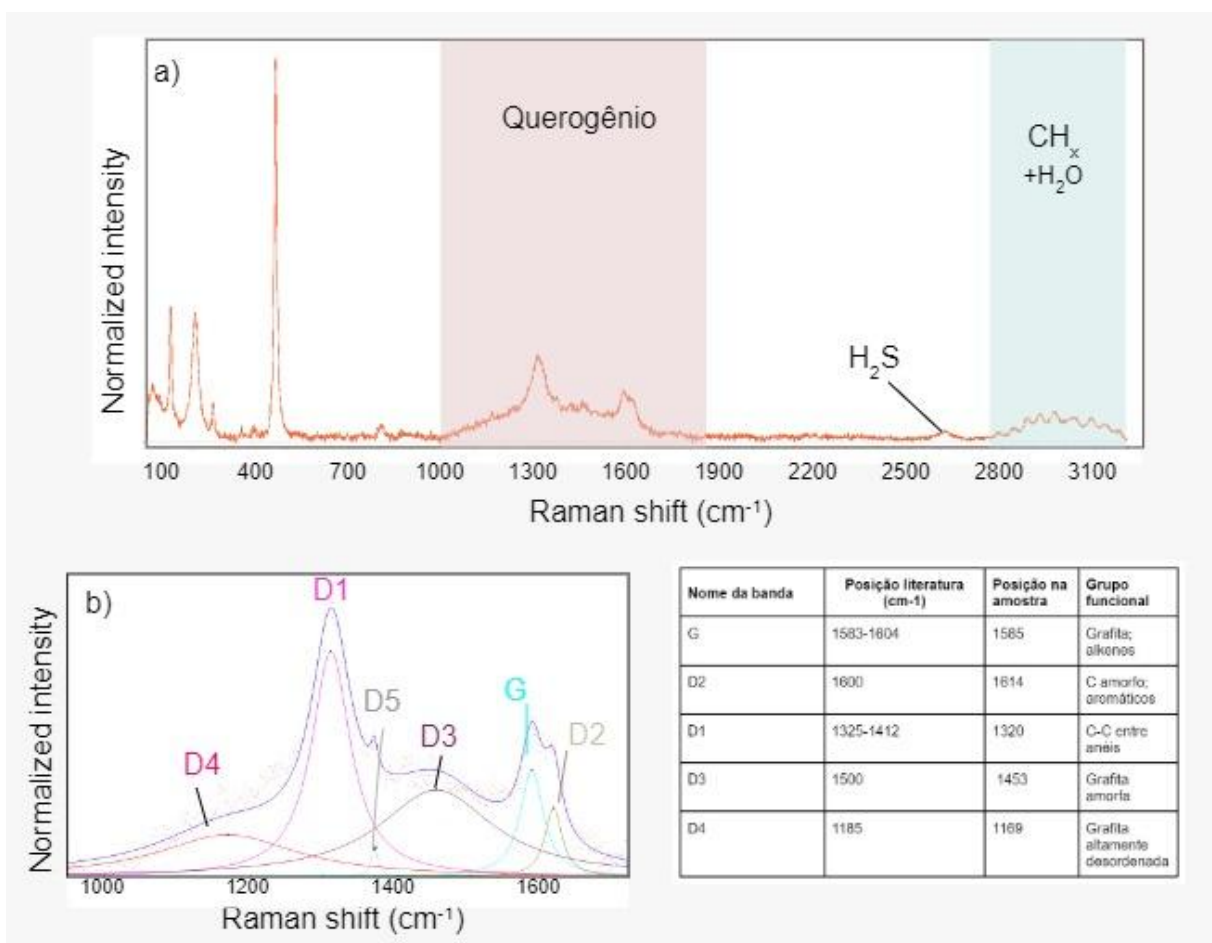 a)
Querogênio
CHx
+H2O
H2S
Normalized intensity
100 400 700 1000 1300 1600 1900 2200 2500 2800 3100
Raman shift (cm-1)
b)
D1
D5
G
D3
D2
D4
Normalized intensity
1000 1200 1400 1600
Raman shift (cm-1)
Nome da banda Posição literatura (cm-1) Posição na amostra Grupo funcional
G 1583-1604 1585 Grafita; alkenos
D2 1600 1614 C amorfo; aromáticos
D1 1325-1412 1320 C-C entre anéis
D3 1500 1453 Grafita amorfa
D4 1185 1169 Grafita altamente desordenada